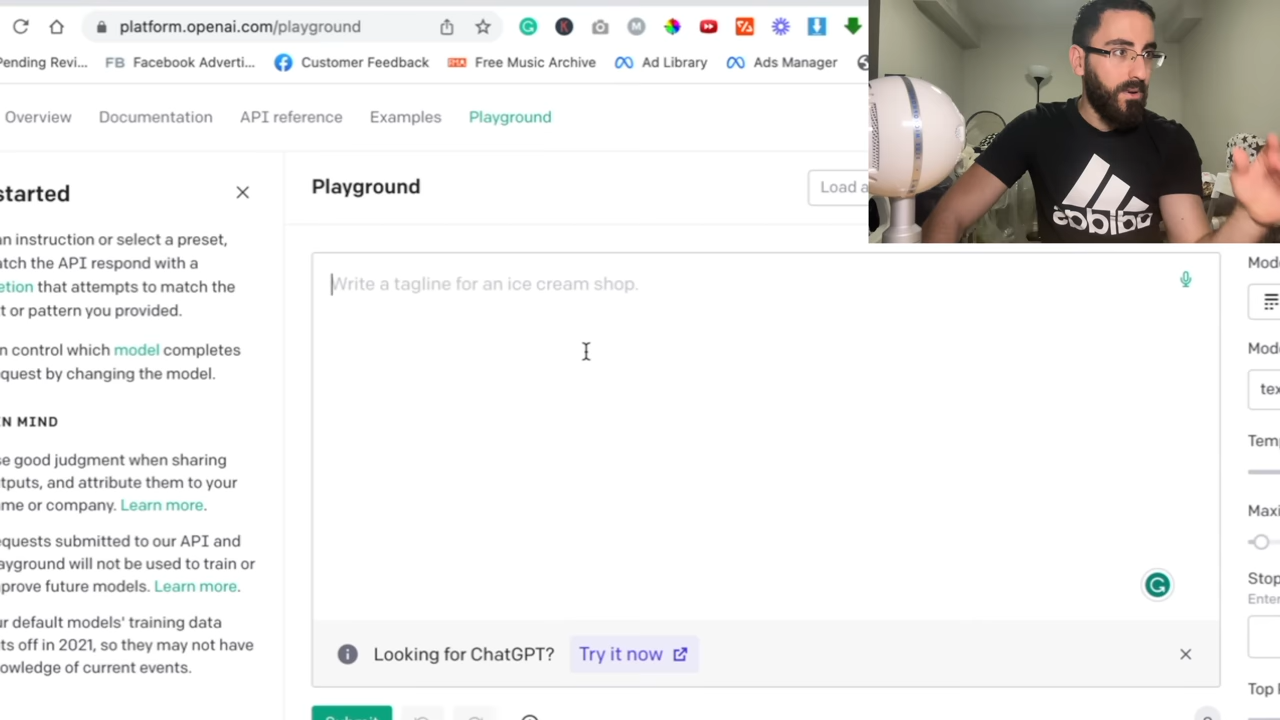 platform.openai.com/playground
ending Revi...
FB Facebook Adverti...
Customer Feedback
Free Music Archive
Ad Library
Ads Manager
Overview
Documentation
API reference
Examples
Playground
started
Playground
Load a
adidas
an instruction or select a preset,
atch the API respond with a
etion that attempts to match the
t or pattern you provided.
n control which model completes
quest by changing the model.
IN MIND
se good judgment when sharing
tputs, and attribute them to your
me or company. Learn more.
equests submitted to our API and
ayground will not be used to train or
prove future models. Learn more.
ur default models' training data
ts off in 2021, so they may not have
owledge of current events.
Write a tagline for an ice cream shop.
Looking for ChatGPT?
Try it now
Submit
Mod
Mod
tex
Temp
Maxi
Stop
Enter
Top